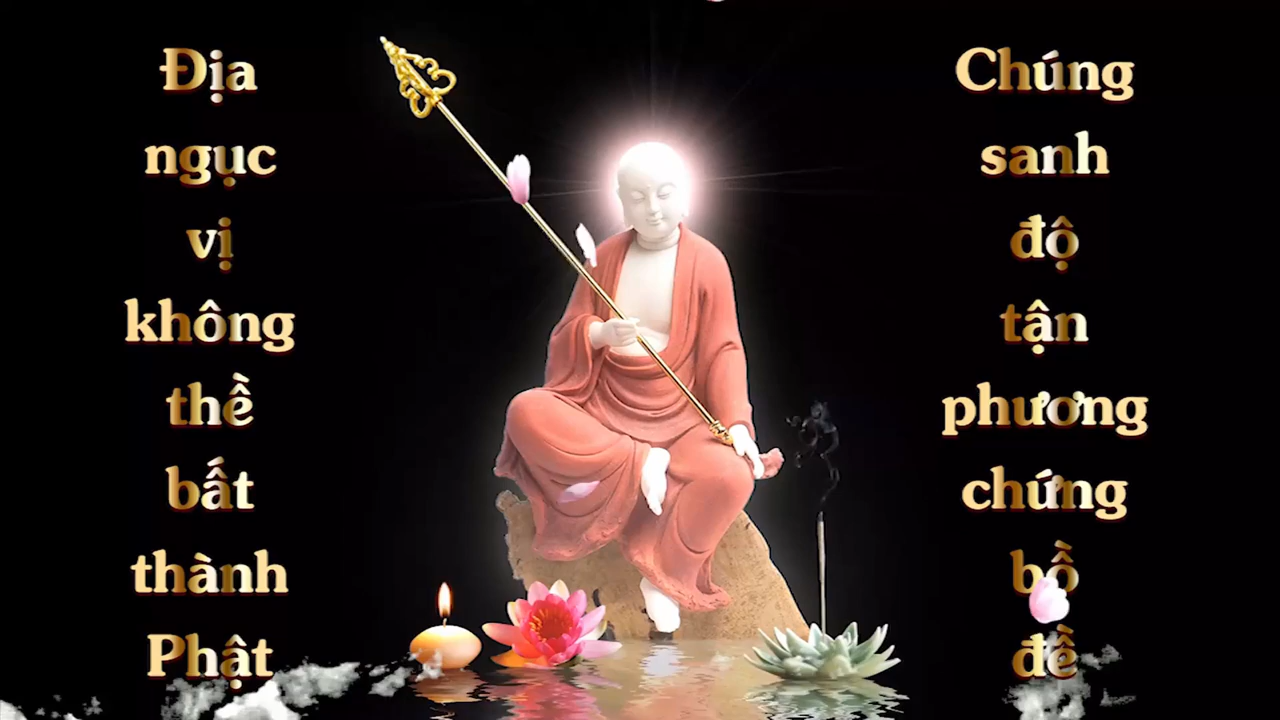 Địa
ngục
vị
không
thề
bất
thành
Phật
Chúng
sanh
độ
tận
phương
chứng
bồ
đề